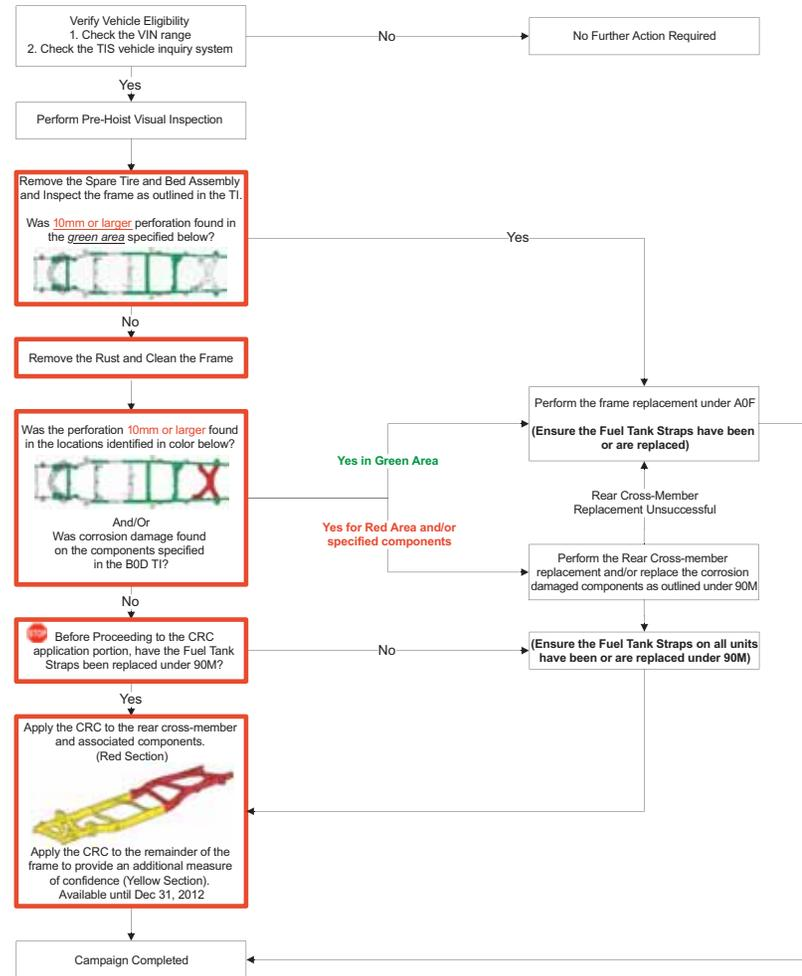 Verify Vehicle Eligibility
1. Check the VIN range
2. Check the TIS vehicle inquiry system
No
No Further Action Required
Yes
Perform Pre-Hoist Visual Inspection
Remove the Spare Tire and Bed Assembly
and Inspect the frame as outlined in the TI.
Was 10mm or larger perforation found in
the green area specified below?
Yes
No
Remove the Rust and Clean the Frame
Was the perforation 10mm or larger found
in the locations identified in color below?
And/Or
Was corrosion damage found
on the components specified
in the B0D TI?
Yes in Green Area
Yes for Red Area and/or
specified components
Perform the frame replacement under A0F
(Ensure the Fuel Tank Straps have been
or are replaced)
Rear Cross-Member
Replacement Unsuccessful
Perform the Rear Cross-member
replacement and/or replace the corrosion
damaged components as outlined under 90M
No
STOP
Before Proceeding to the CRC
application portion, have the Fuel Tank
Straps been replaced under 90M?
No
(Ensure the Fuel Tank Straps on all units
have been or are replaced under 90M)
Yes
Apply the CRC to the rear cross-member
and associated components.
(Red Section)
Apply the CRC to the remainder of the
frame to provide an additional measure
of confidence (Yellow Section).
Available until Dec 31, 2012
Campaign Completed